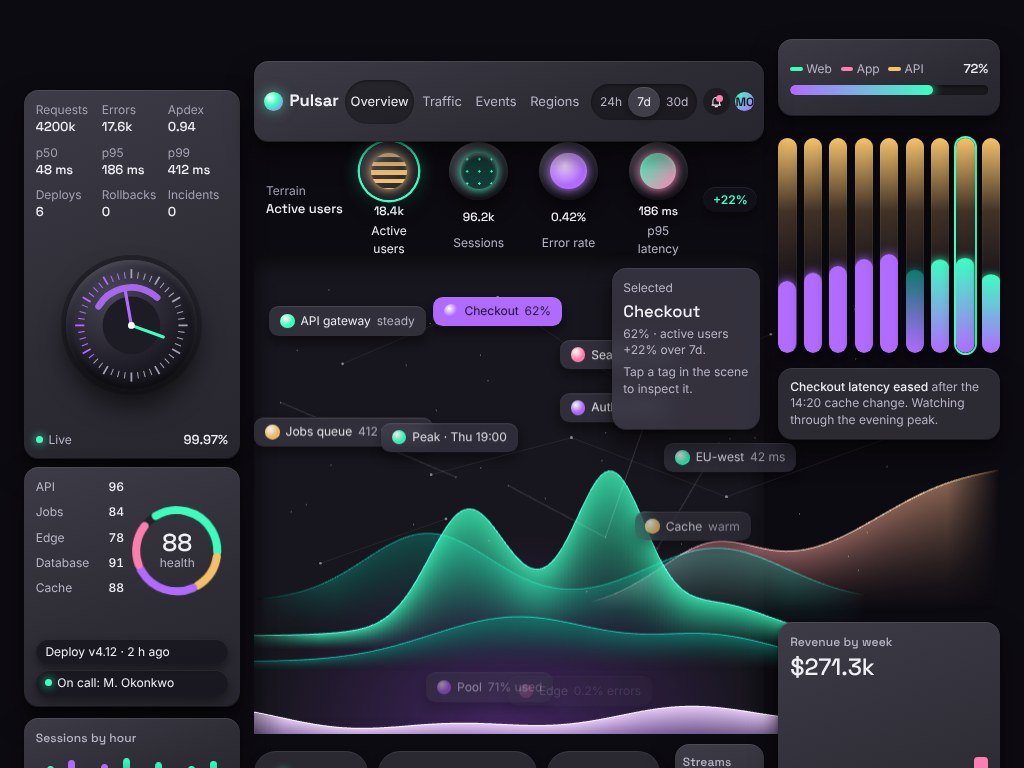 Requests Errors Apdex
4200k 17.6k 0.94
p50 p95 p99
48 ms 186 ms 412 ms
Deploys Rollbacks Incidents
6 0 0
Live 99.97%
API 96
Jobs 84
Edge 78
Database 91
Cache 88
88
health
Deploy v4.12 · 2 h ago
On call: M. Okonkwo
Sessions by hour
Pulsar Overview Traffic Events Regions 24h 7d 30d MO
Terrain
Active users
18.4k
Active
users
96.2k
Sessions
0.42%
Error rate
186 ms
p95
latency
+22%
API gateway steady
Checkout 62%
Jobs queue 412
Peak · Thu 19:00
Selected
Checkout
62% · active users
+22% over 7d.
Tap a tag in the scene
to inspect it.
EU-west 42 ms
Cache warm
Pool 71% used
Edge 0.2% errors
Streams
Web App API 72%
Checkout latency eased after the
14:20 cache change. Watching
through the evening peak.
Revenue by week
$271.3k